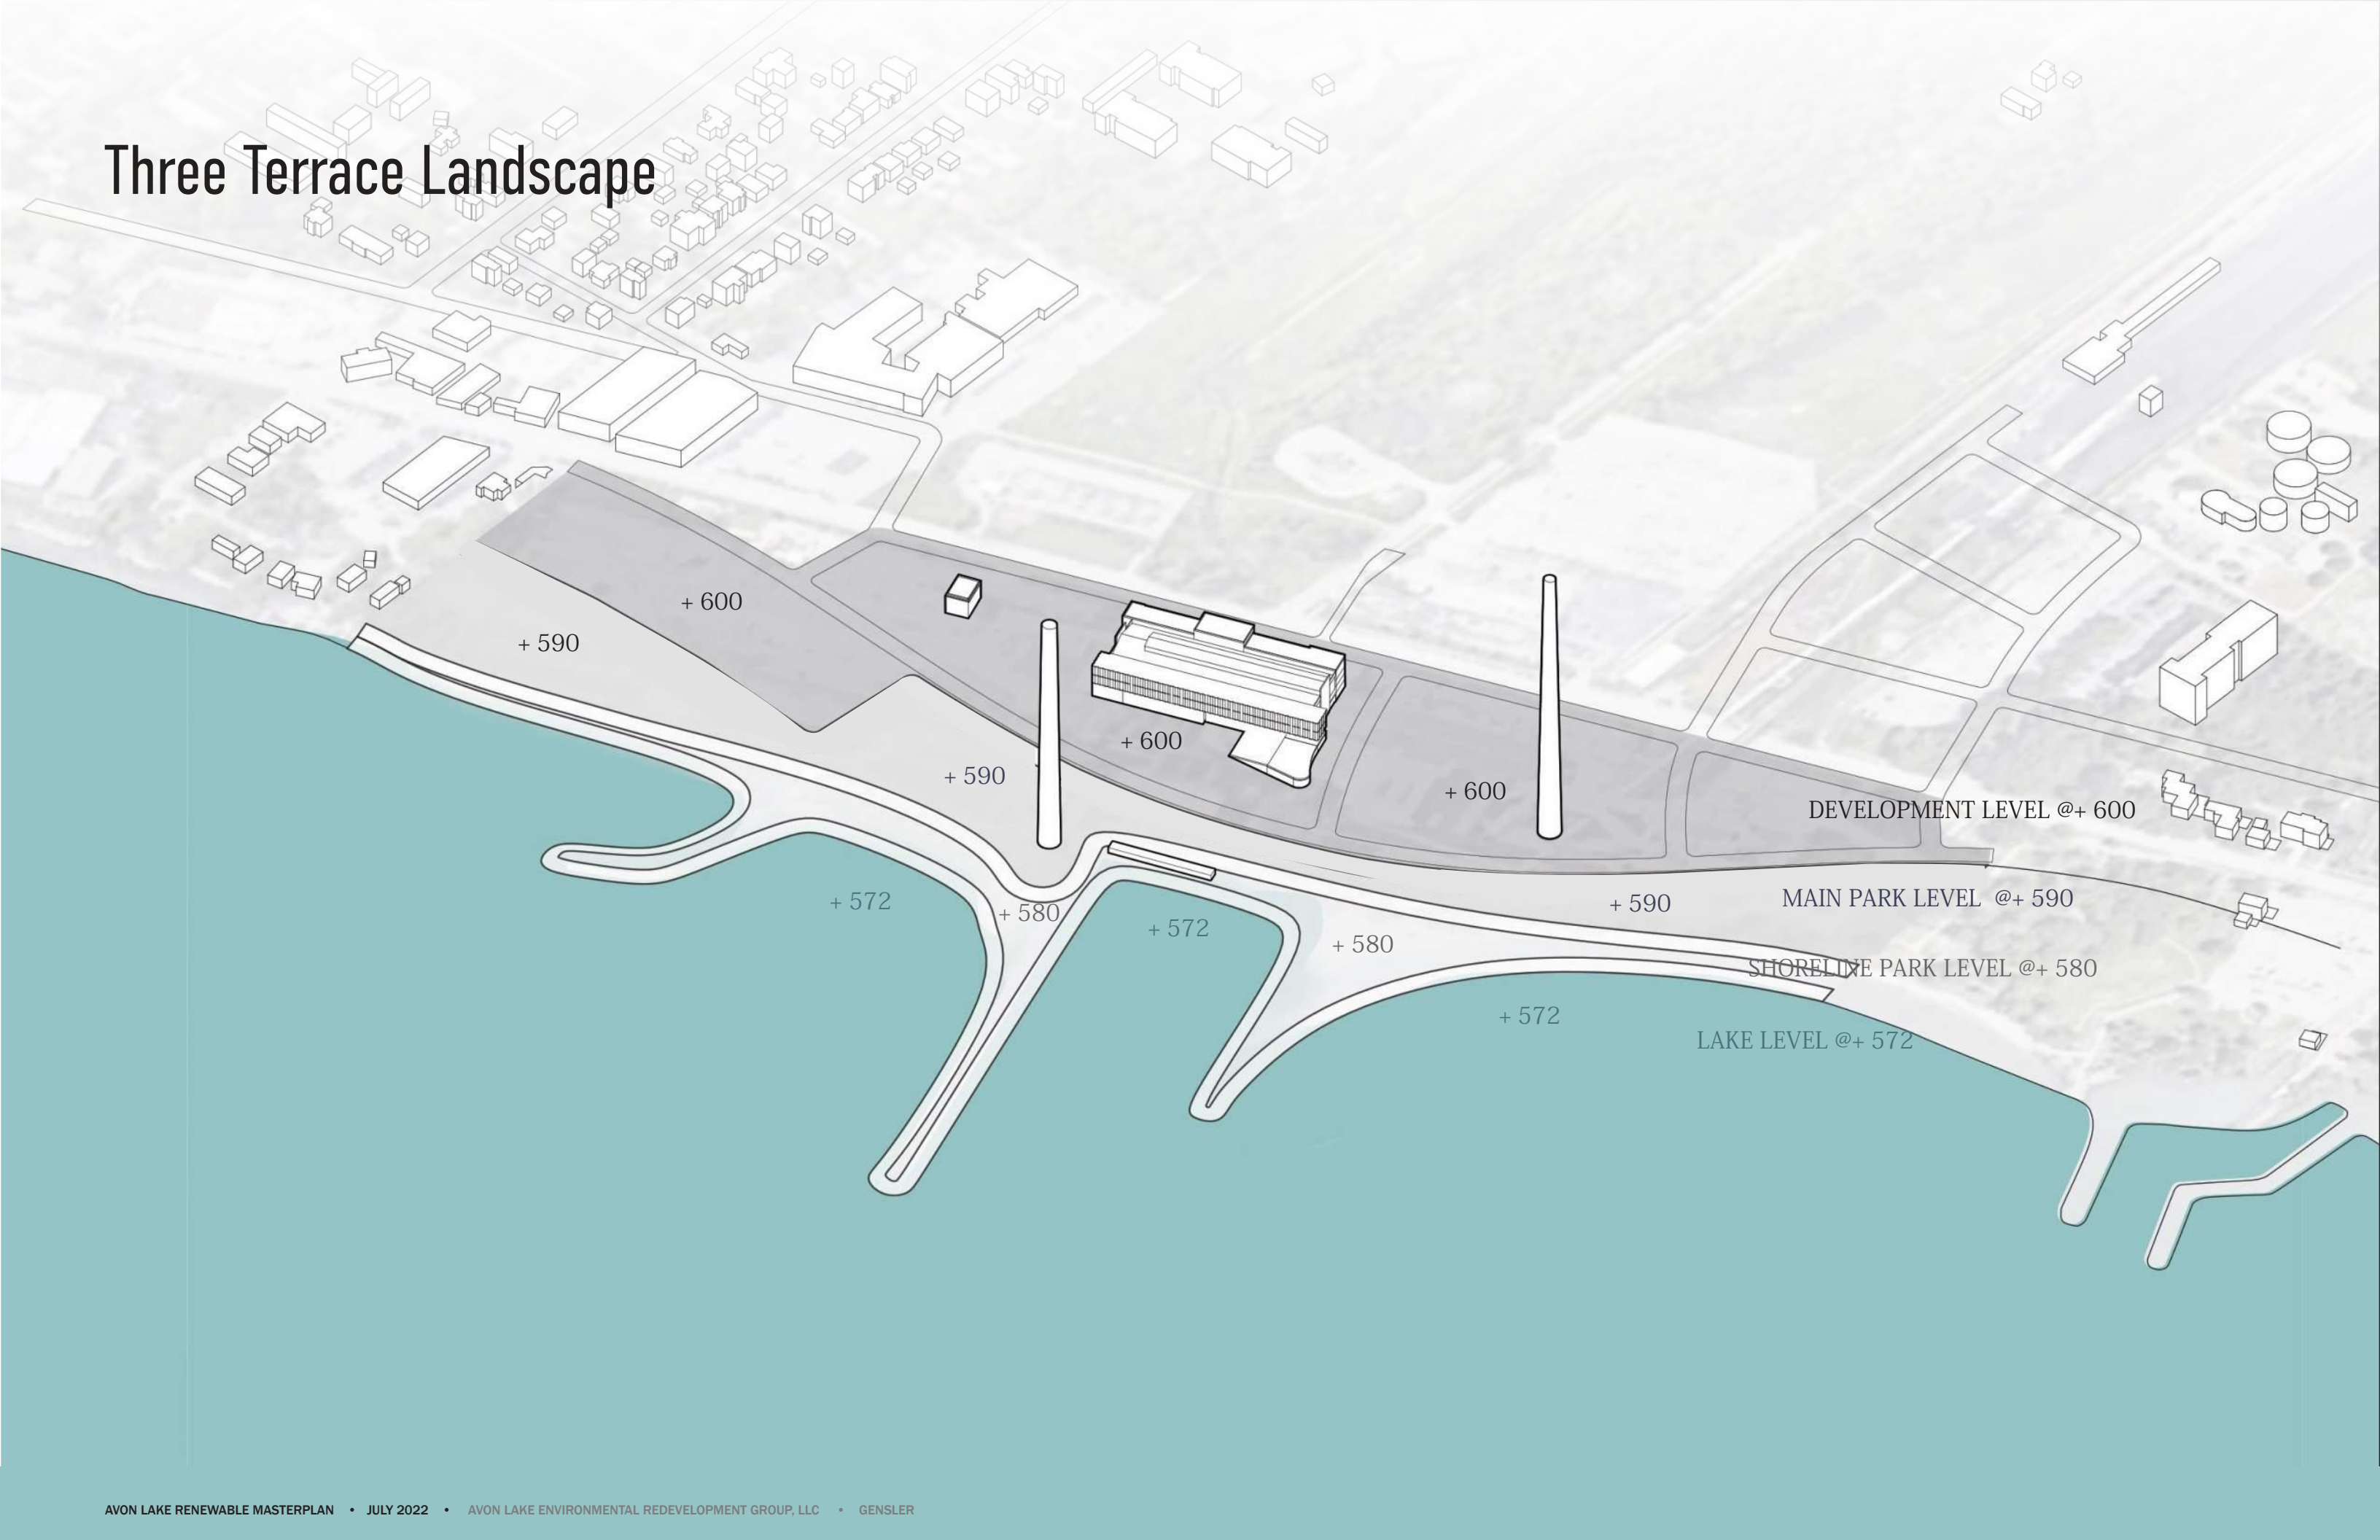 Three Terrace Landscape
+ 600
+ 590
+ 600
+ 590
+ 600
DEVELOPMENT LEVEL @+ 600
+ 572
+ 580
+ 572
+ 580
+ 590
MAIN PARK LEVEL @+ 590
SHORELINE PARK LEVEL @+ 580
+ 572
LAKE LEVEL @+ 572
AVON LAKE RENEWABLE MASTERPLAN • JULY 2022 • AVON LAKE ENVIRONMENTAL REDEVELOPMENT GROUP, LLC • GENSLER